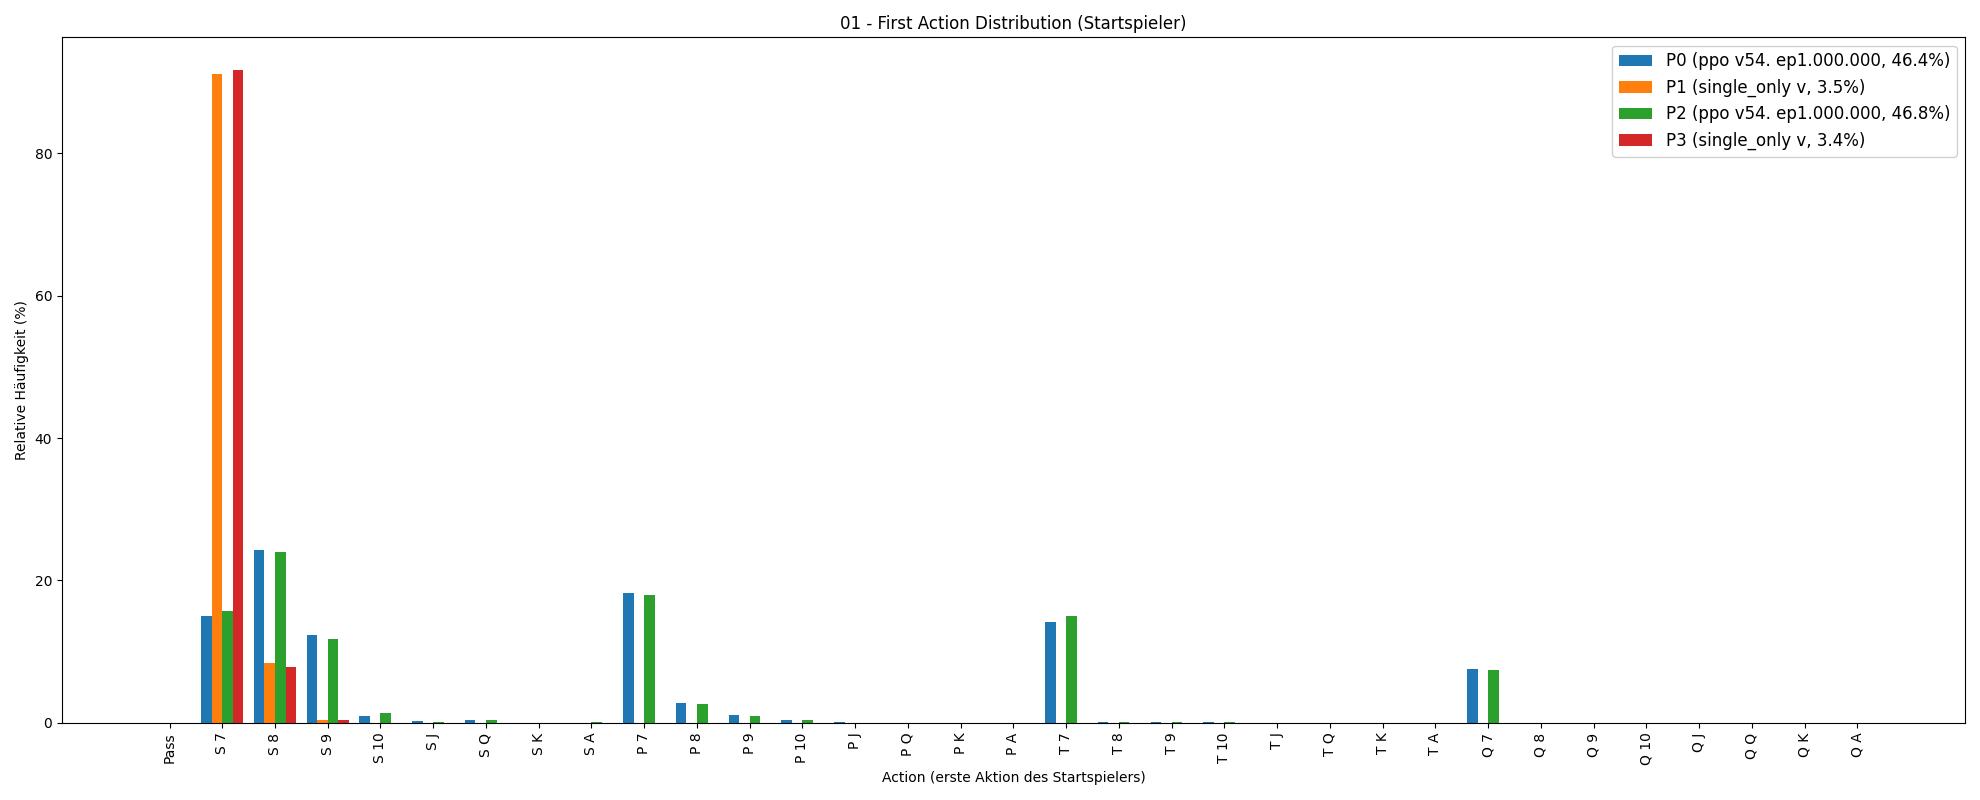 01 - First Action Distribution (Startspieler)
P0 (ppo v54. ep1.000.000, 46.4%)
P1 (single_only v, 3.5%)
P2 (ppo v54. ep1.000.000, 46.8%)
P3 (single_only v, 3.4%)
Relative Häufigkeit (%)
80
60
40
20
0
Pass
S 7
S 8
S 9
S 10
S J
S Q
S K
S A
P 7
P 8
P 9
P 10
P J
P Q
P K
P A
T 7
T 8
T 9
T 10
T J
T Q
T K
T A
Q 7
Q 8
Q 9
Q 10
Q J
Q Q
Q K
Q A
Action (erste Aktion des Startspielers)